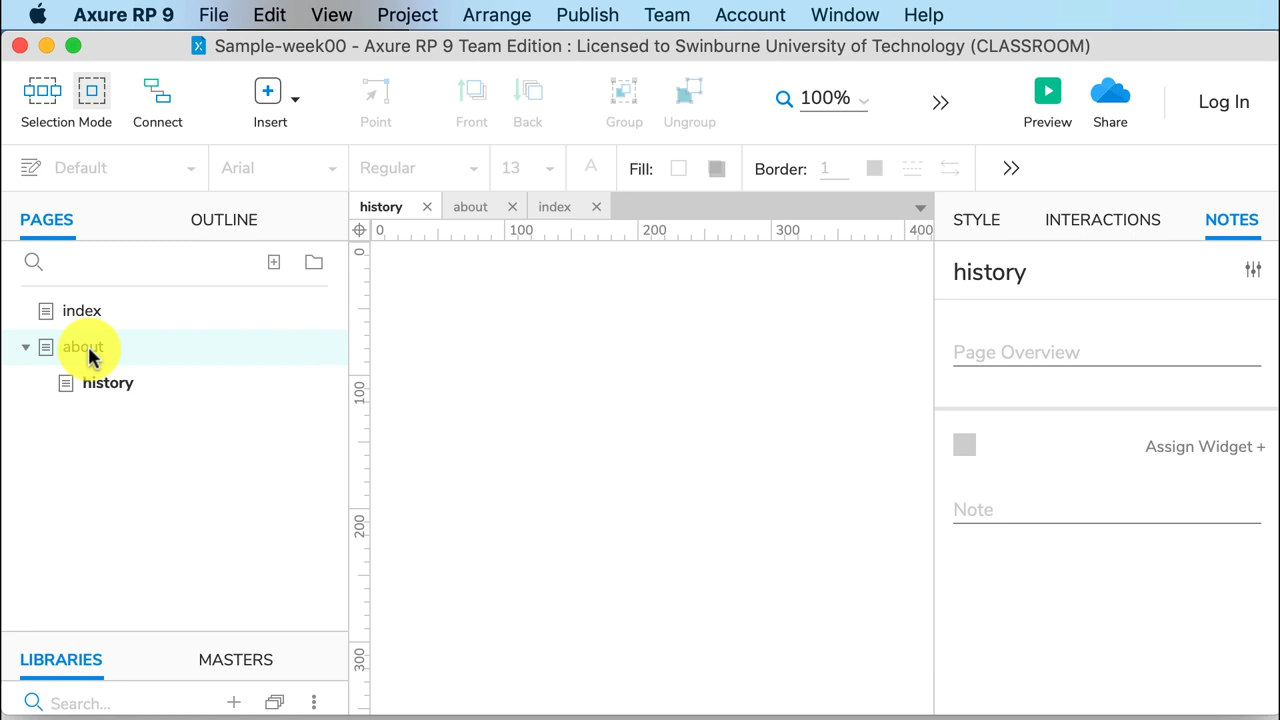 Axure RP 9 File Edit View Project Arrange Publish Team Account Window Help
Sample-week00 - Axure RP 9 Team Edition : Licensed to Swinburne University of Technology (CLASSROOM)
100%
Log In
Selection Mode Connect Insert Point Front Back Group Ungroup Preview Share
Default Arial Regular 13 A Fill: Border: 1
PAGES OUTLINE
history about index
STYLE INTERACTIONS NOTES
0 100 200 300 400
0
100
200
300
history
index
about
history
Page Overview
Assign Widget +
Note
LIBRARIES MASTERS
Search...